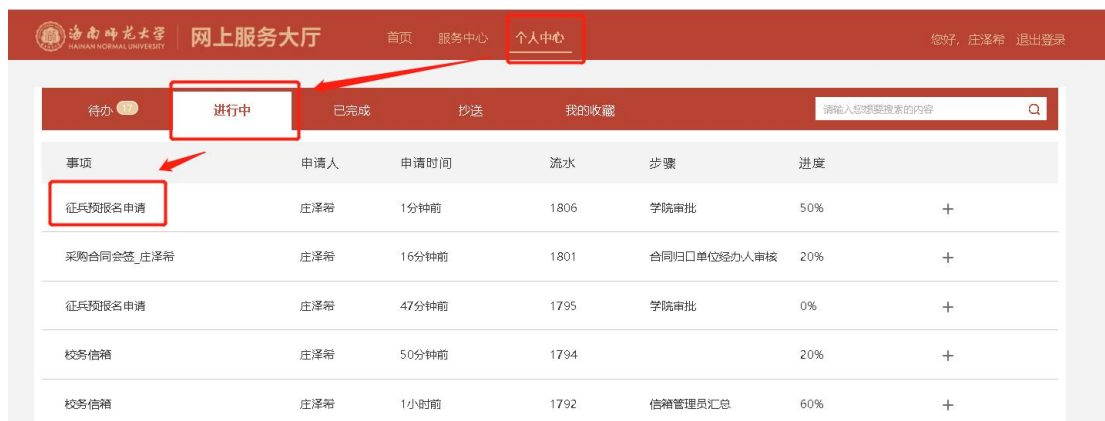 海南师范大学 HAINAN NORMAL UNIVERSITY 网上服务大厅 首页 服务中心 个人中心 您好，庄泽希 退出登录
待办 17 进行中 已完成 抄送 我的收藏 请输入您想要搜索的内容
事项 申请人 申请时间 流水 步骤 进度
征兵预报名申请 庄泽希 1分钟前 1806 学院审批 50% +
采购合同会签_庄泽希 庄泽希 16分钟前 1801 合同归口单位经办人审核 20% +
征兵预报名申请 庄泽希 47分钟前 1795 学院审批 0% +
校务信箱 庄泽希 50分钟前 1794 20% +
校务信箱 庄泽希 1小时前 1792 信箱管理员汇总 60% +